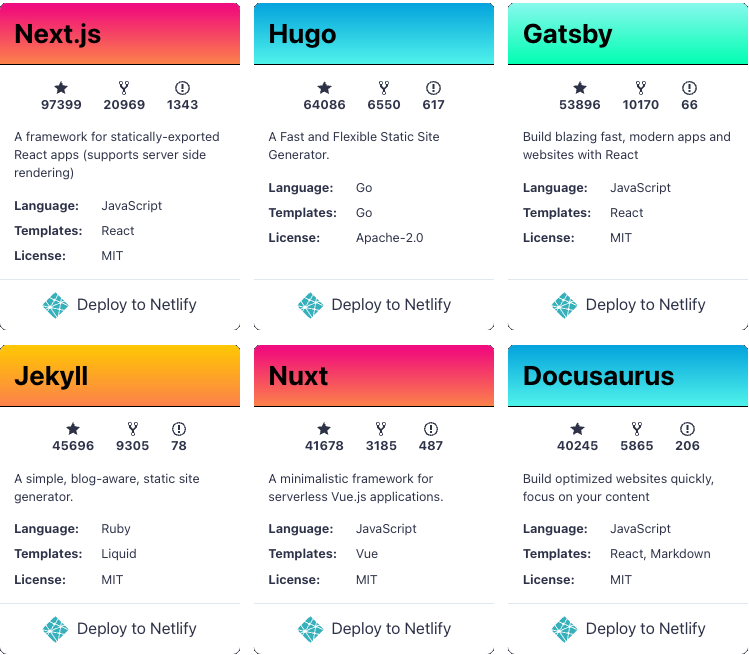 Next.js
97399 20969 1343
A framework for statically-exported
React apps (supports server side
rendering)
Language: JavaScript
Templates: React
License: MIT
Deploy to Netlify
Hugo
64086 6550 617
A Fast and Flexible Static Site
Generator.
Language: Go
Templates: Go
License: Apache-2.0
Deploy to Netlify
Gatsby
53896 10170 66
Build blazing fast, modern apps and
websites with React
Language: JavaScript
Templates: React
License: MIT
Deploy to Netlify
Jekyll
45696 9305 78
A simple, blog-aware, static site
generator.
Language: Ruby
Templates: Liquid
License: MIT
Deploy to Netlify
Nuxt
41678 3185 487
A minimalistic framework for
serverless Vue.js applications.
Language: JavaScript
Templates: Vue
License: MIT
Deploy to Netlify
Docusaurus
40245 5865 206
Build optimized websites quickly,
focus on your content
Language: JavaScript
Templates: React, Markdown
License: MIT
Deploy to Netlify